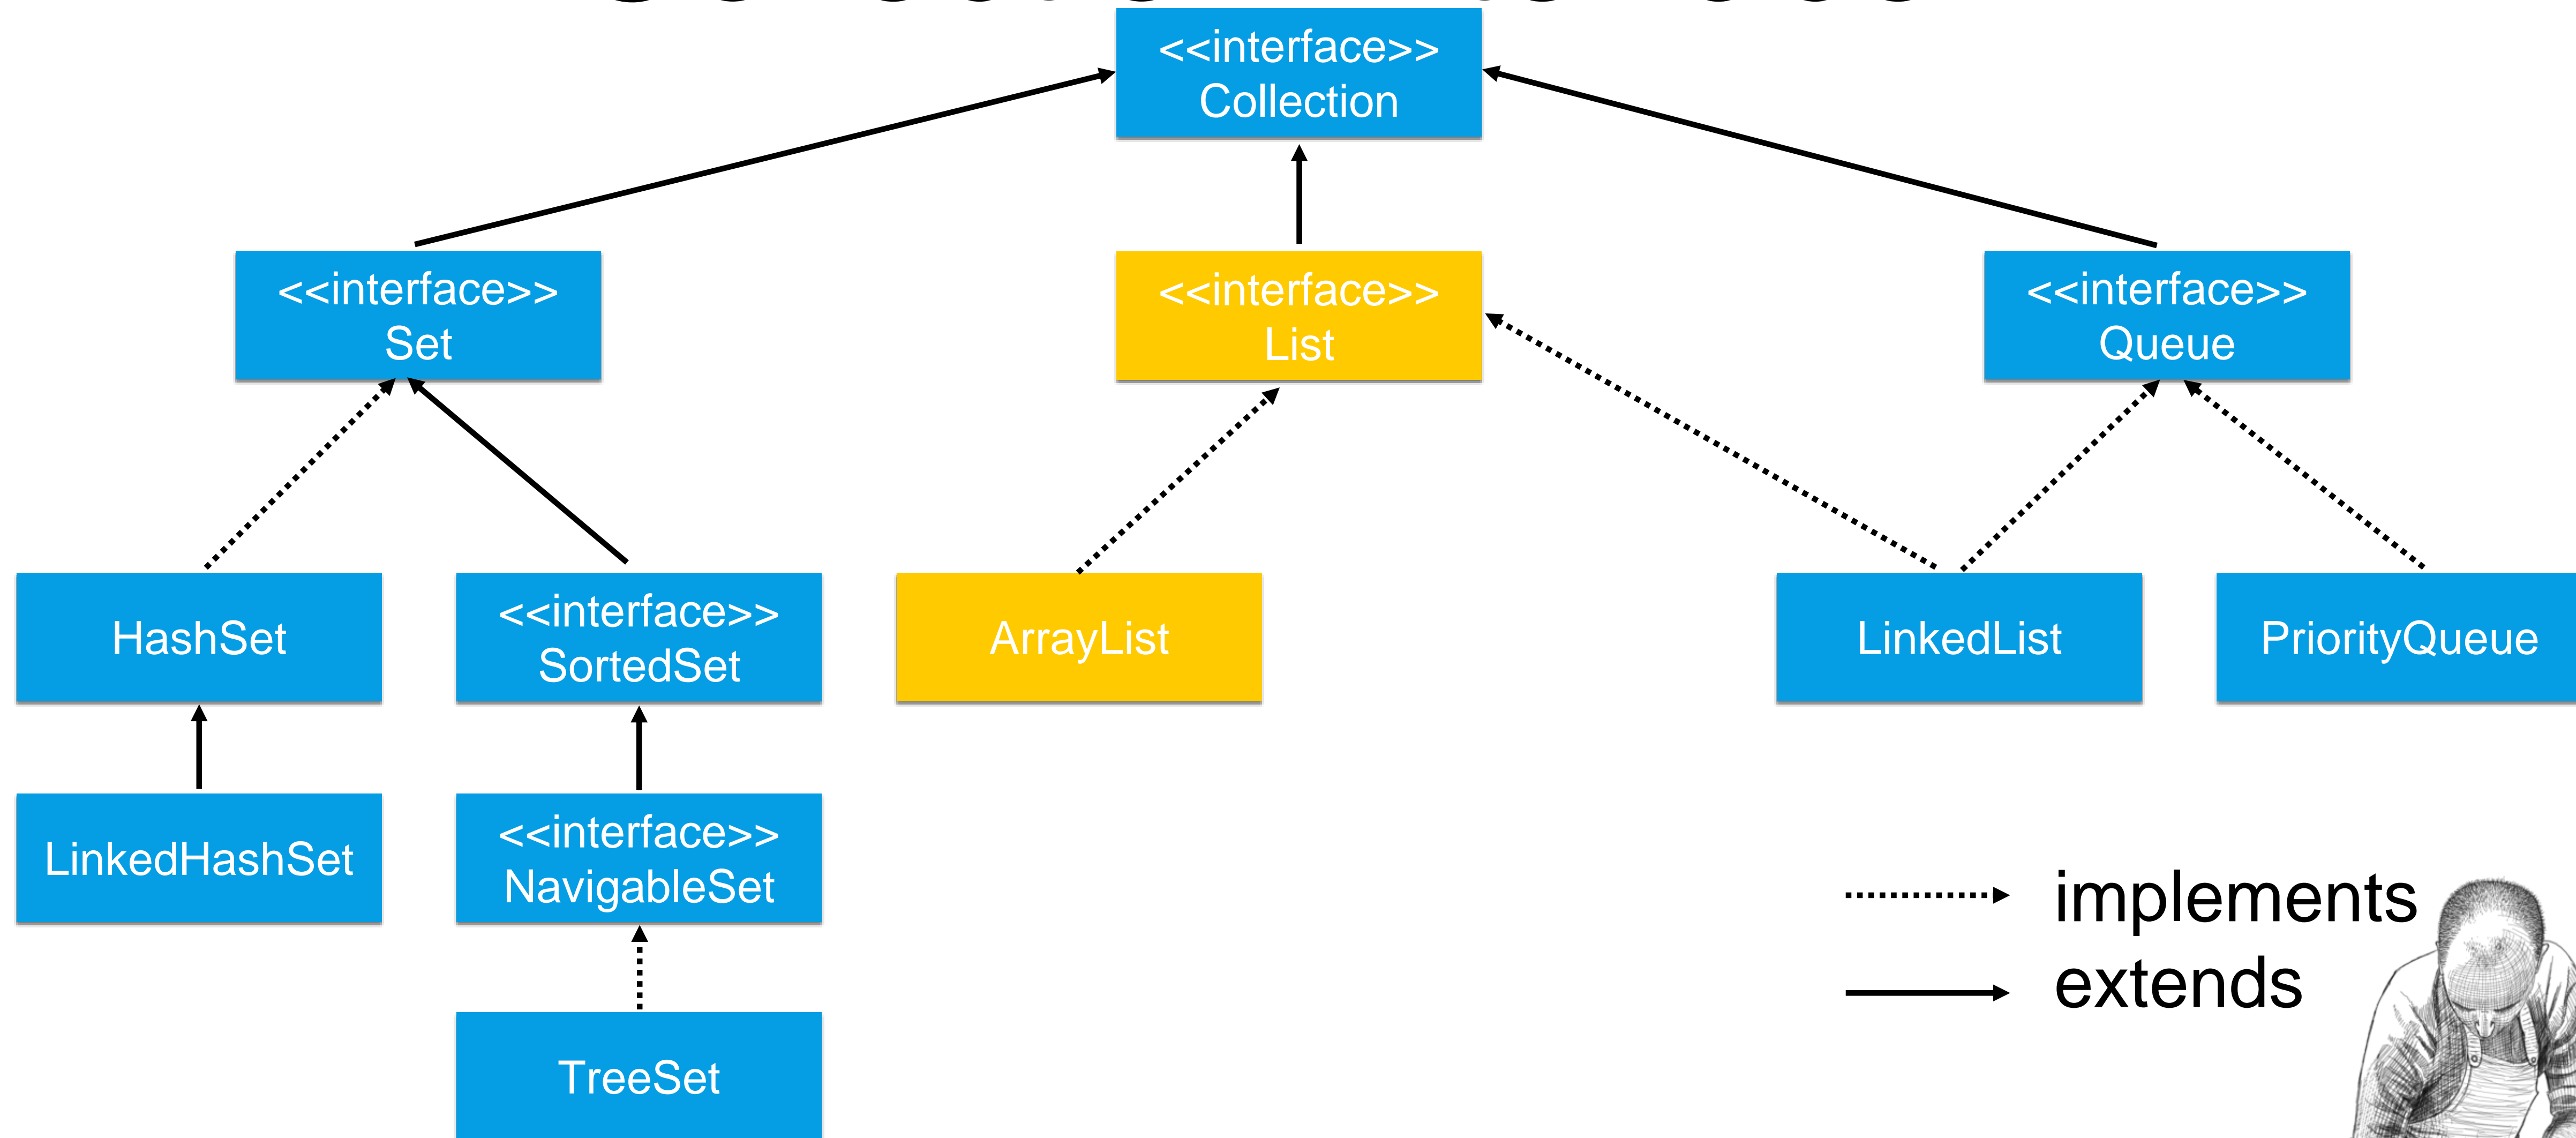 <<interface>>
Collection
<<interface>>
Set
<<interface>>
List
<<interface>>
Queue
HashSet
<<interface>>
SortedSet
ArrayList
LinkedList
PriorityQueue
LinkedHashSet
<<interface>>
NavigableSet
implements
extends
TreeSet